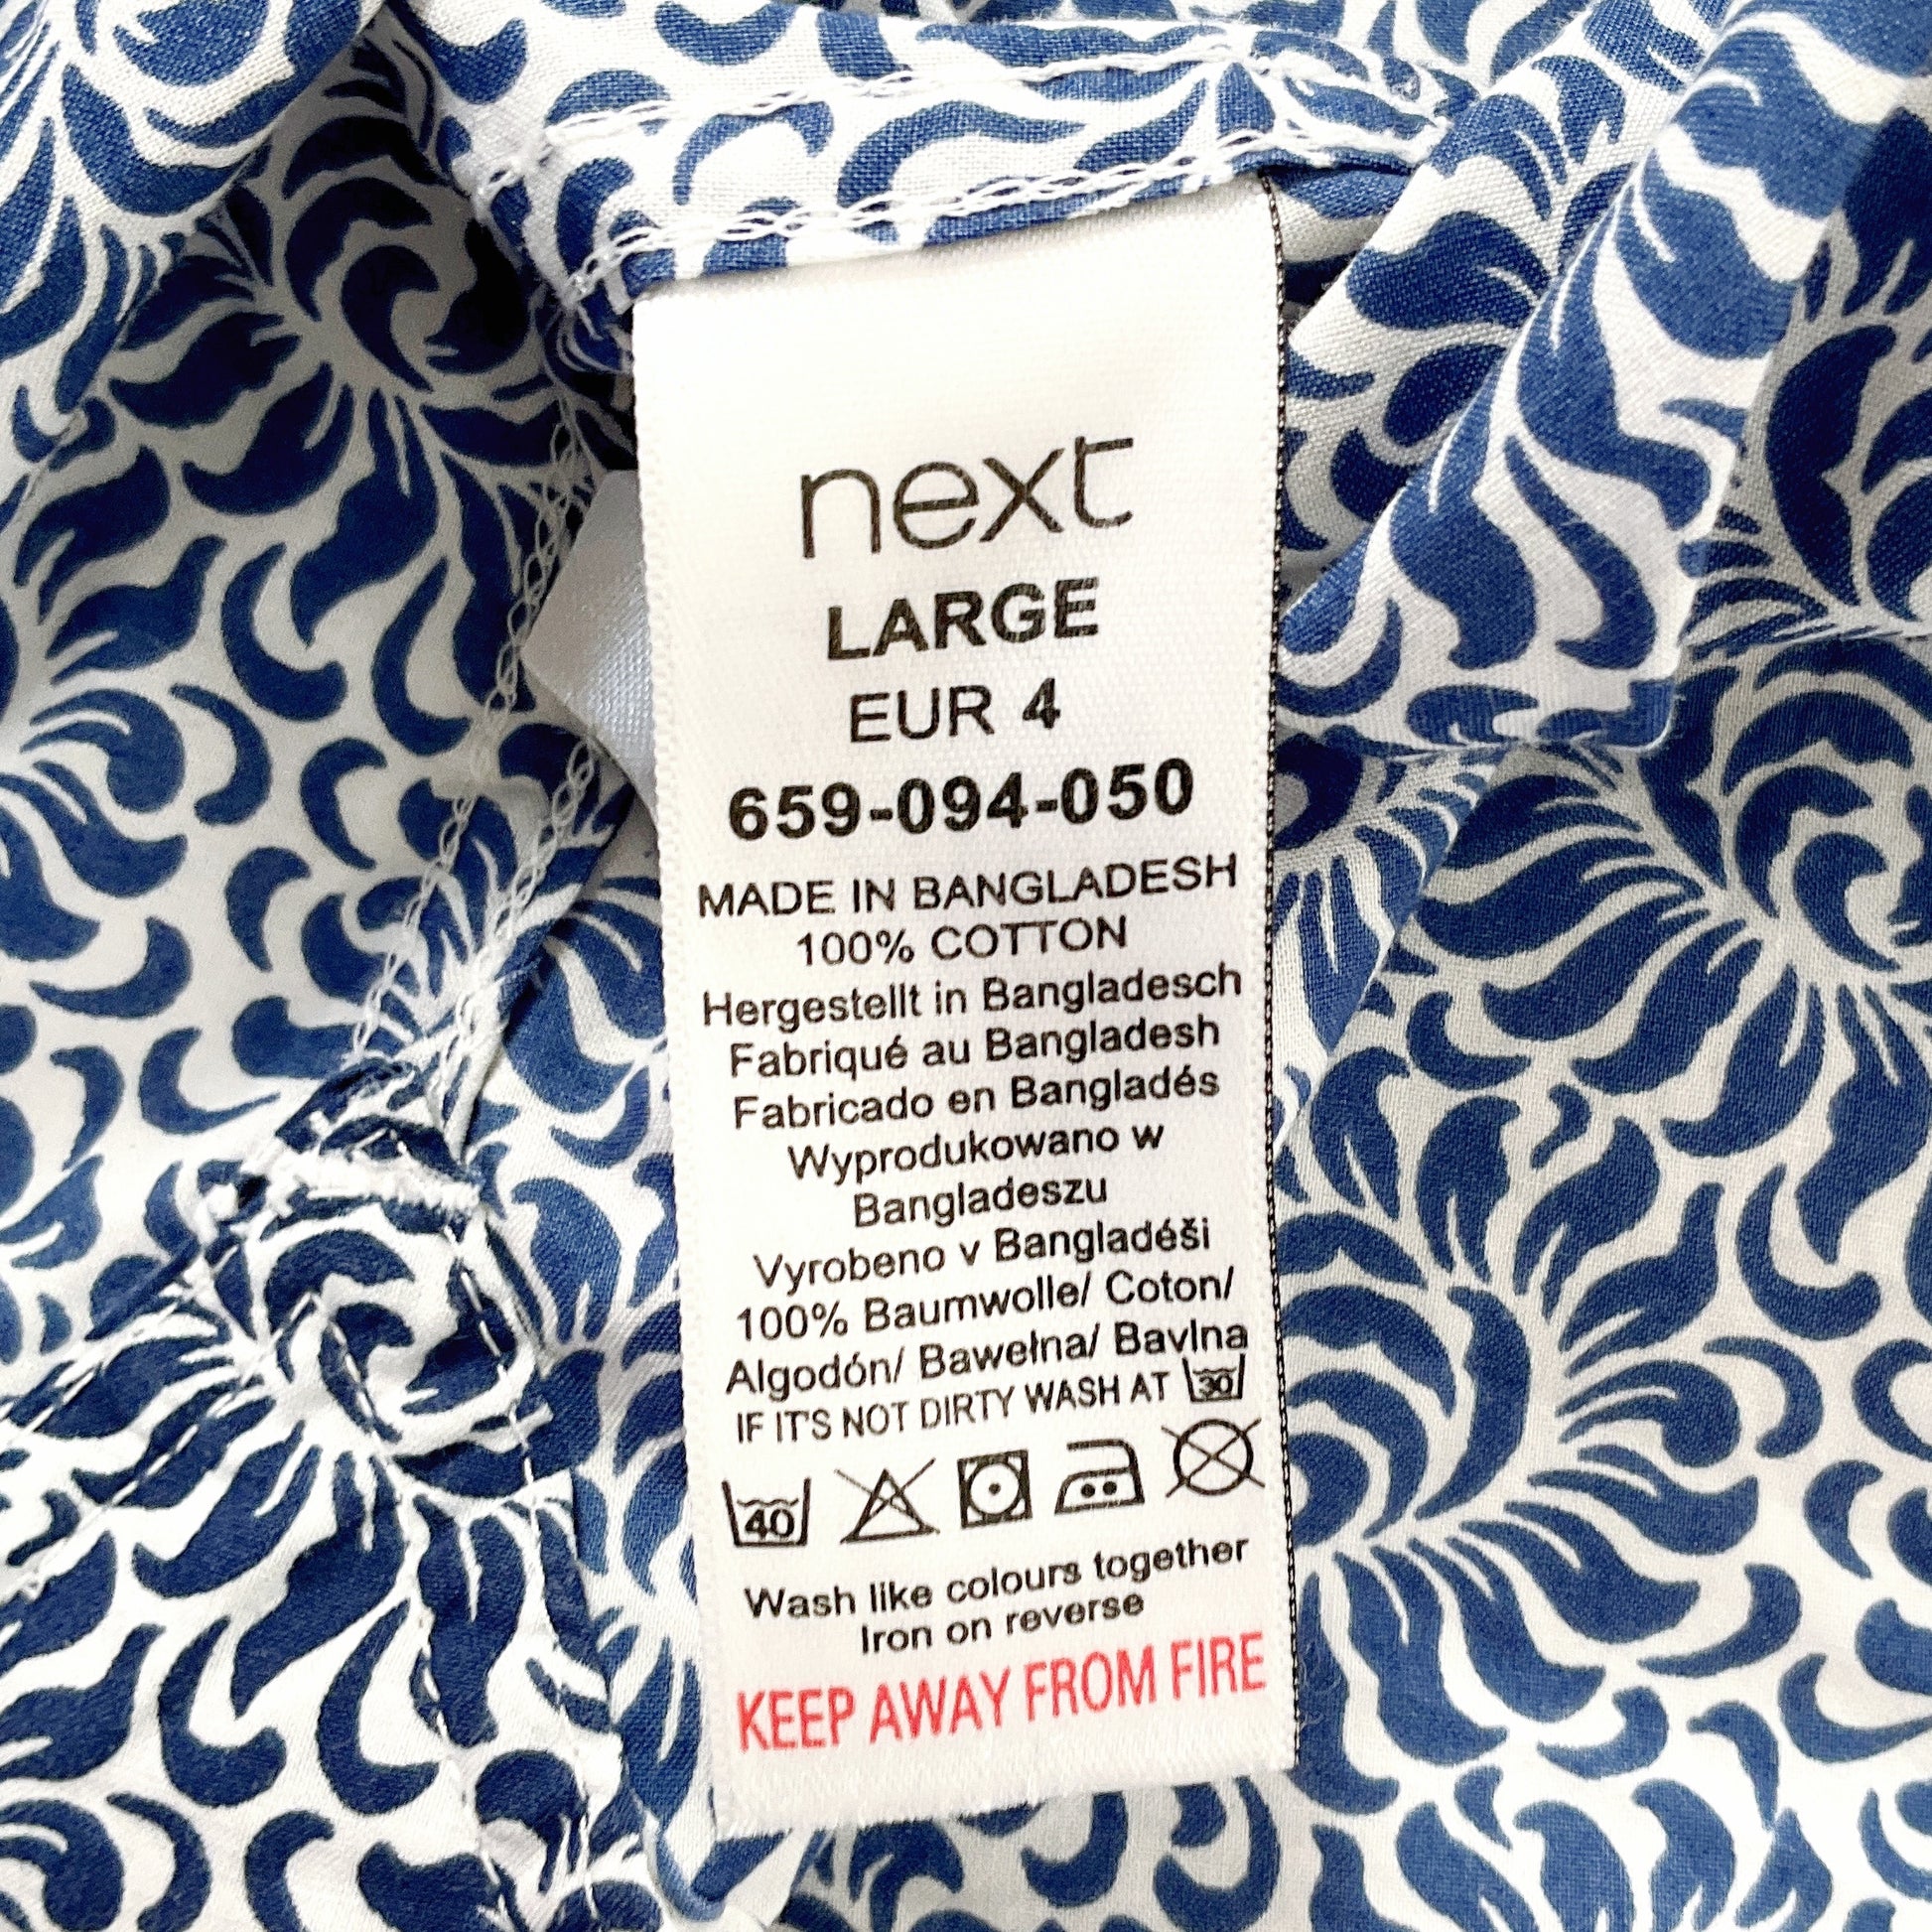 next
LARGE
EUR 4
659-094-050
MADE IN BANGLADESH
100% COTTON
Hergestellt in Bangladesch
Fabriqué au Bangladesh
Fabricado en Bangladés
Wyprodukowano w
Bangladeszu
Vyrobeno v Bangladéši
100% Baumwolle/ Coton/
Algodón/ Bawełna/ Bavlna
IF IT'S NOT DIRTY WASH AT 30
40
Wash like colours together
Iron on reverse
KEEP AWAY FROM FIRE